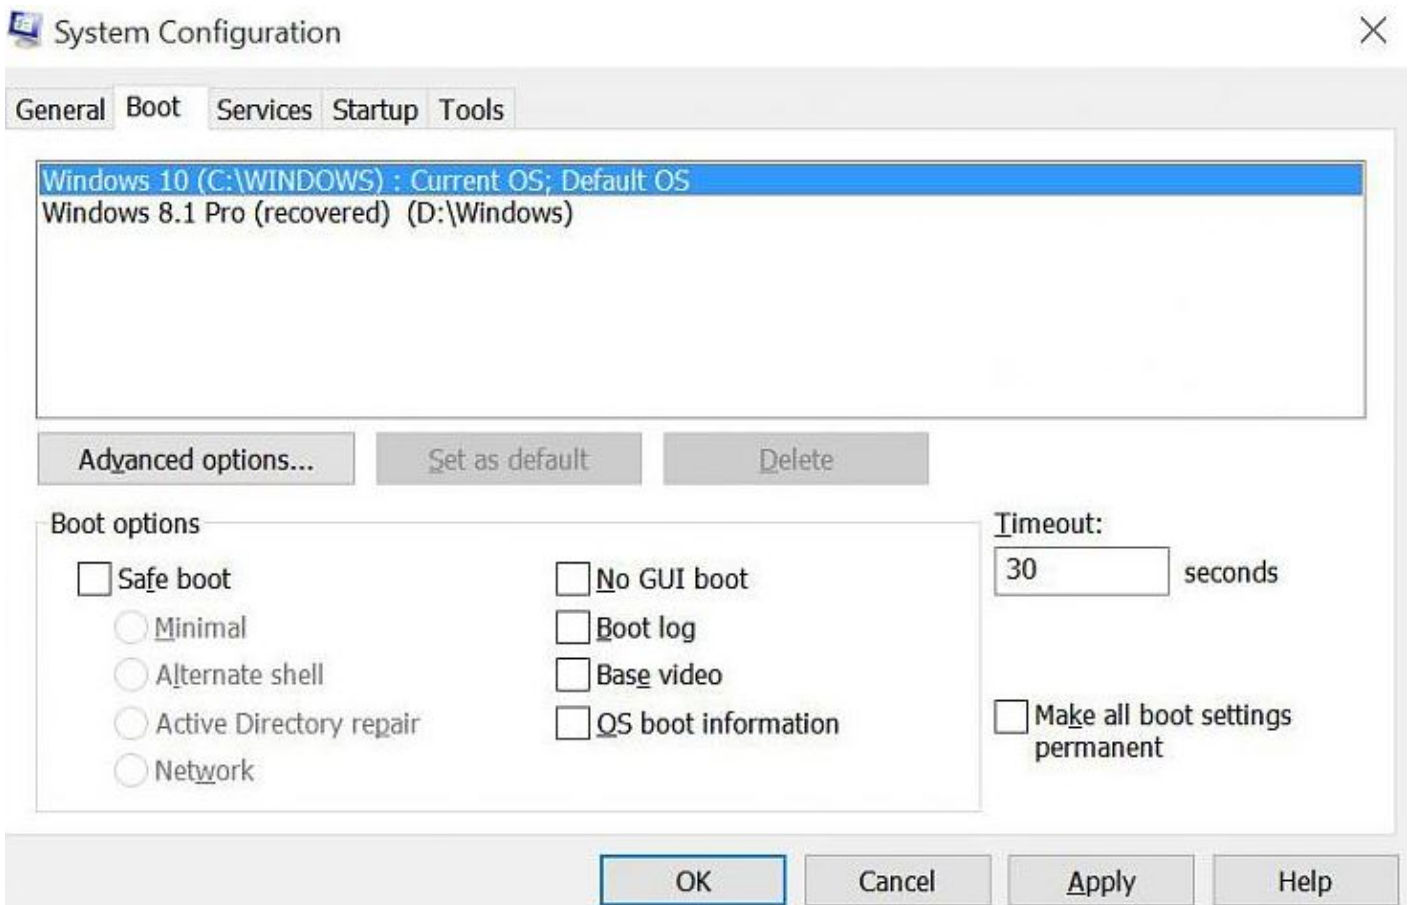 System Configuration
General Boot Services Startup Tools
Windows 10 (C:\WINDOWS) : Current OS; Default OS
Windows 8.1 Pro (recovered) (D:\Windows)
Advanced options... Set as default Delete
Boot options
Timeout:
Safe boot
No GUI boot
30 seconds
Minimal
Boot log
Alternate shell
Base video
Active Directory repair
OS boot information
Make all boot settings
permanent
Network
OK Cancel Apply Help